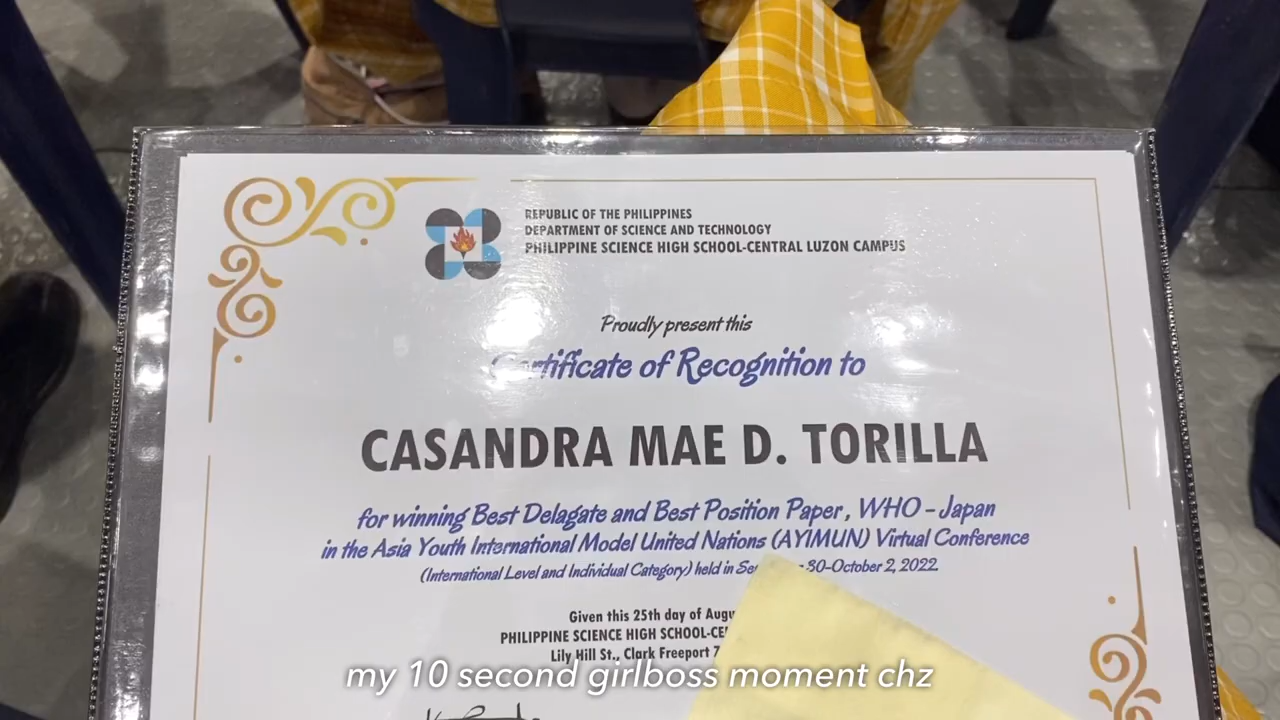 REPUBLIC OF THE PHILIPPINES
DEPARTMENT OF SCIENCE AND TECHNOLOGY
PHILIPPINE SCIENCE HIGH SCHOOL-CENTRAL LUZON CAMPUS
Proudly present this
Certificate of Recognition to
CASANDRA MAE D. TORILLA
for winning Best Delagate and Best Position Paper, WHO - Japan
in the Asia Youth International Model United Nations (AYIMUN) Virtual Conference
(International Level and Individual Category) held in 30-October 2, 2022.
Given this 25th day of
PHILIPPINE SCIENCE HIGH
Lily Hill St., Clark Freeport
my 10 second girlboss moment chz